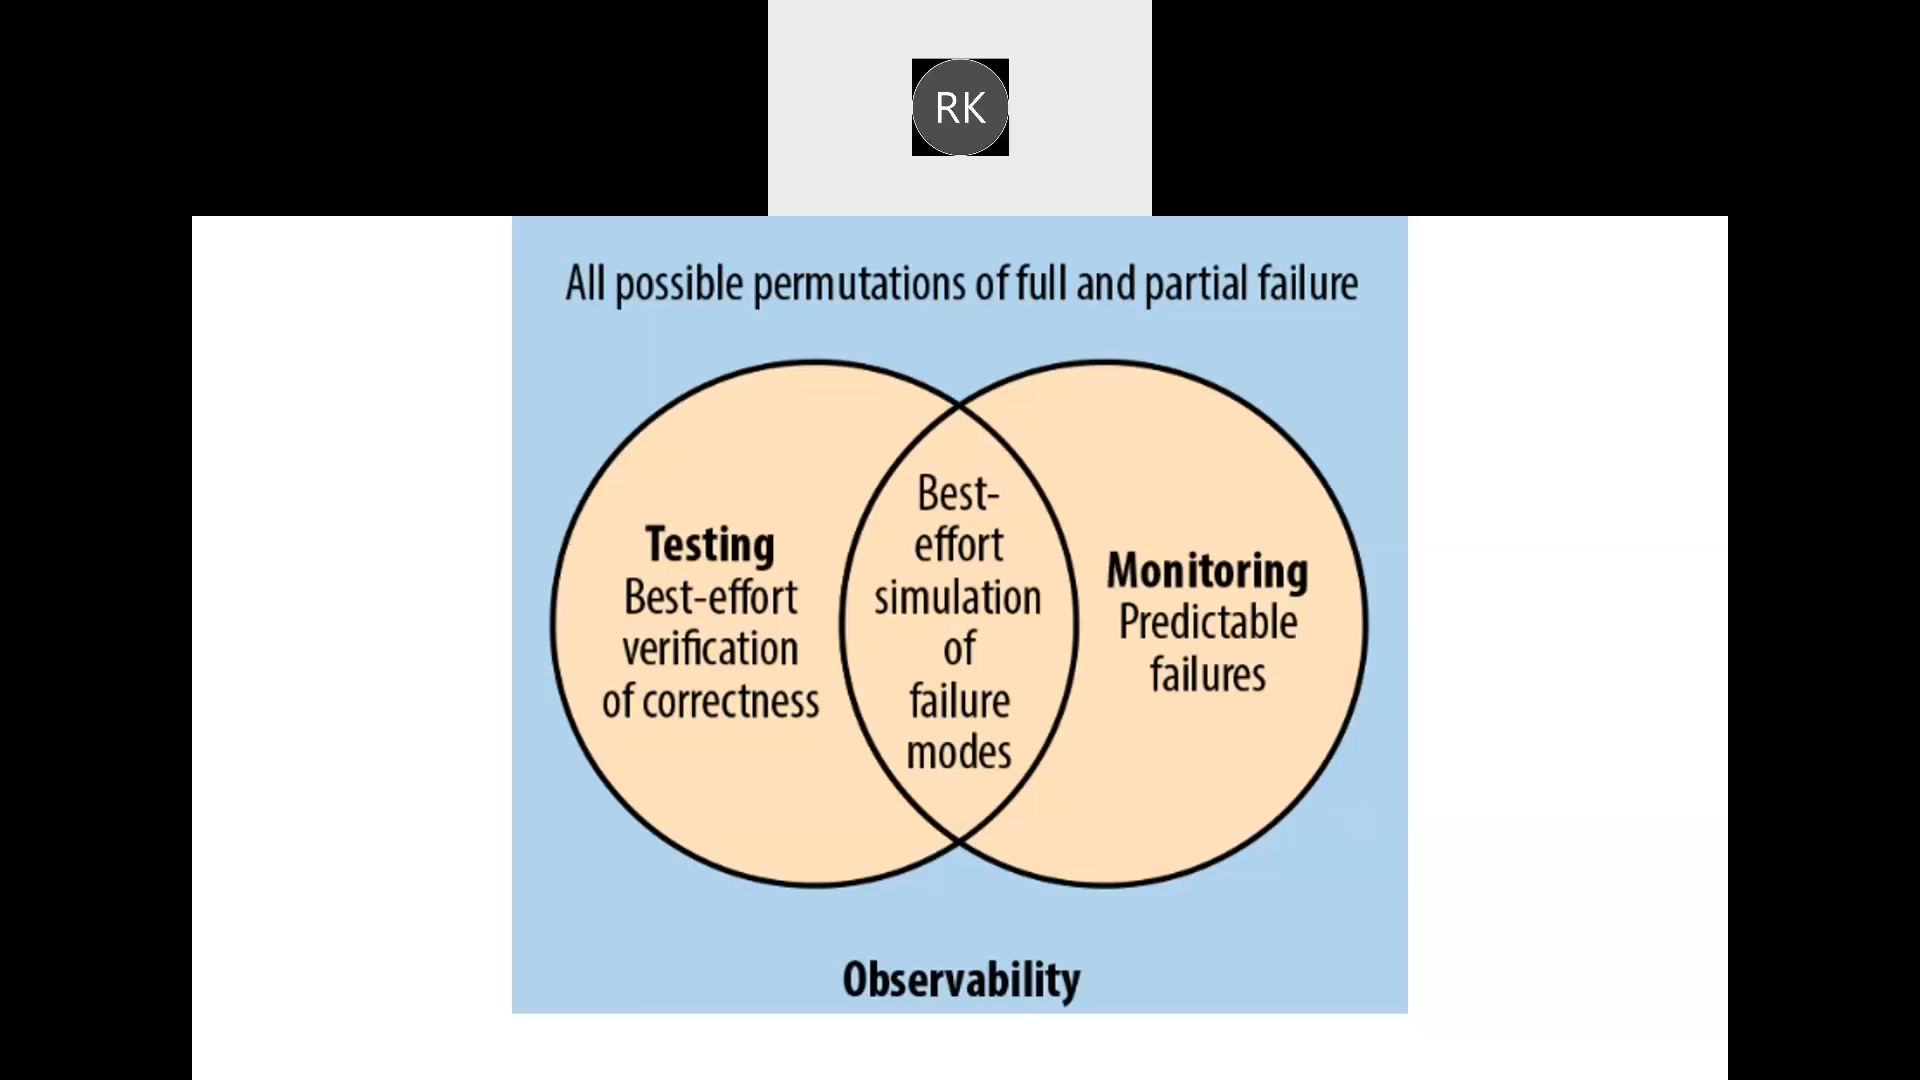 RK
All possible permutations of full and partial failure
Testing
Best-effort
verification
of correctness
Best-
effort
simulation
of
failure
modes
Monitoring
Predictable
failures
Observability